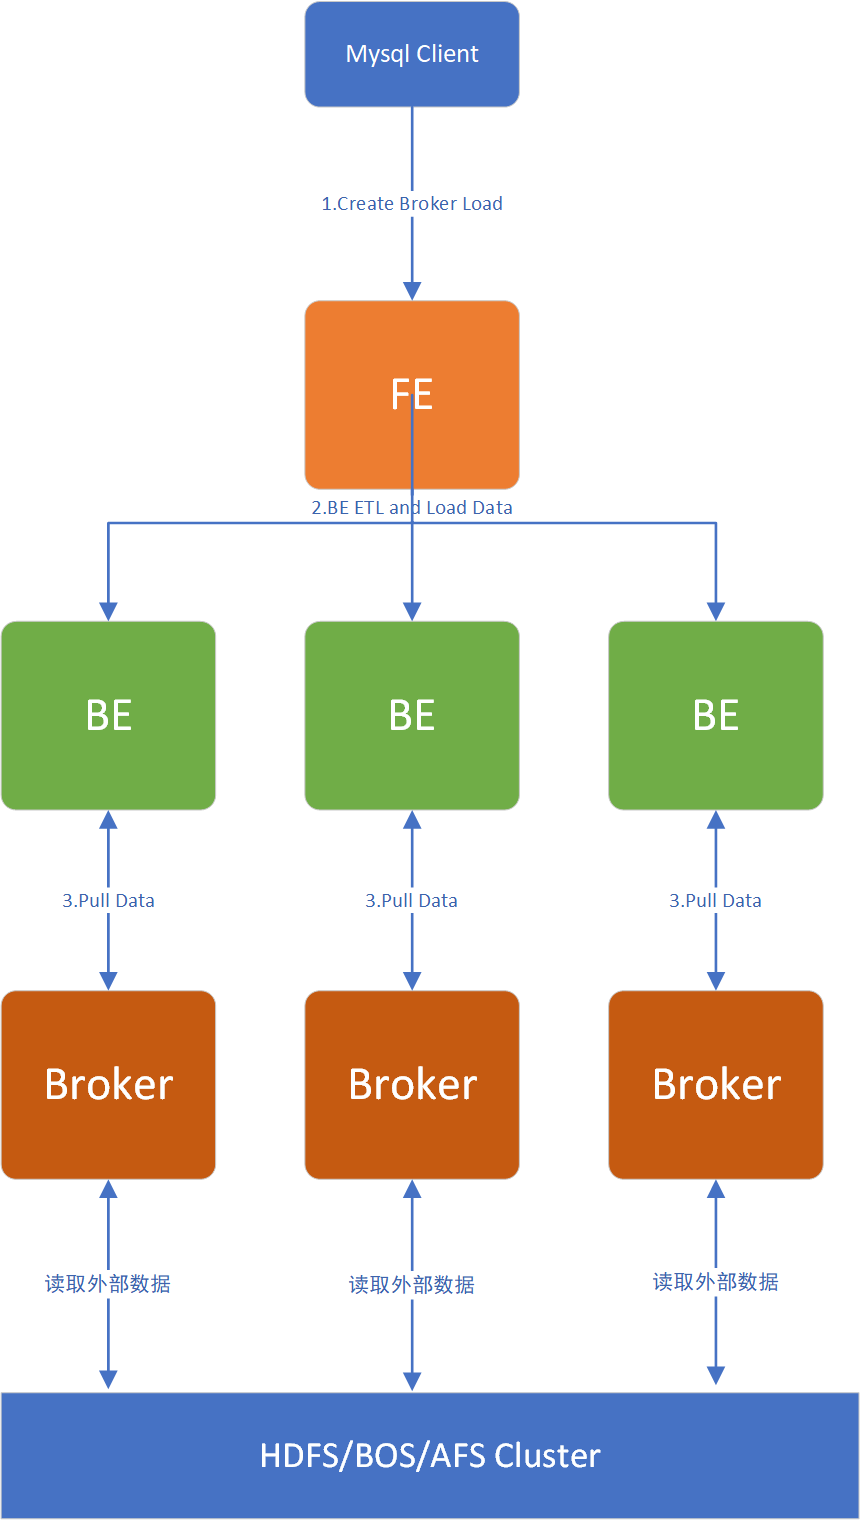 Mysql Client
1.Create Broker Load
FE
2.BE ETL and Load Data
BE
BE
BE
3.Pull Data
3.Pull Data
3.Pull Data
Broker
Broker
Broker
读取外部数据
读取外部数据
读取外部数据
HDFS/BOS/AFS Cluster